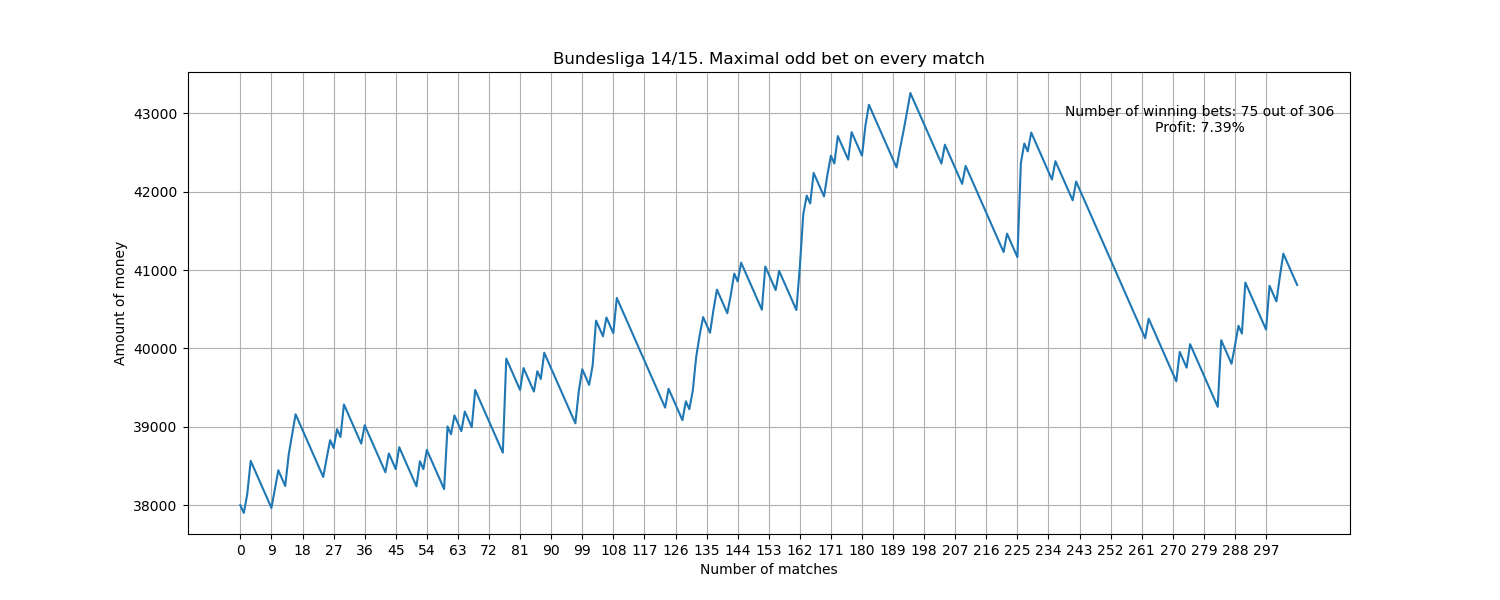 Bundesliga 14/15. Maximal odd bet on every match
Number of winning bets: 75 out of 306
Profit: 7.39%
Amount of money
43000
42000
41000
40000
39000
38000
0 9 18 27 36 45 54 63 72 81 90 99 108 117 126 135 144 153 162 171 180 189 198 207 216 225 234 243 252 261 270 279 288 297
Number of matches